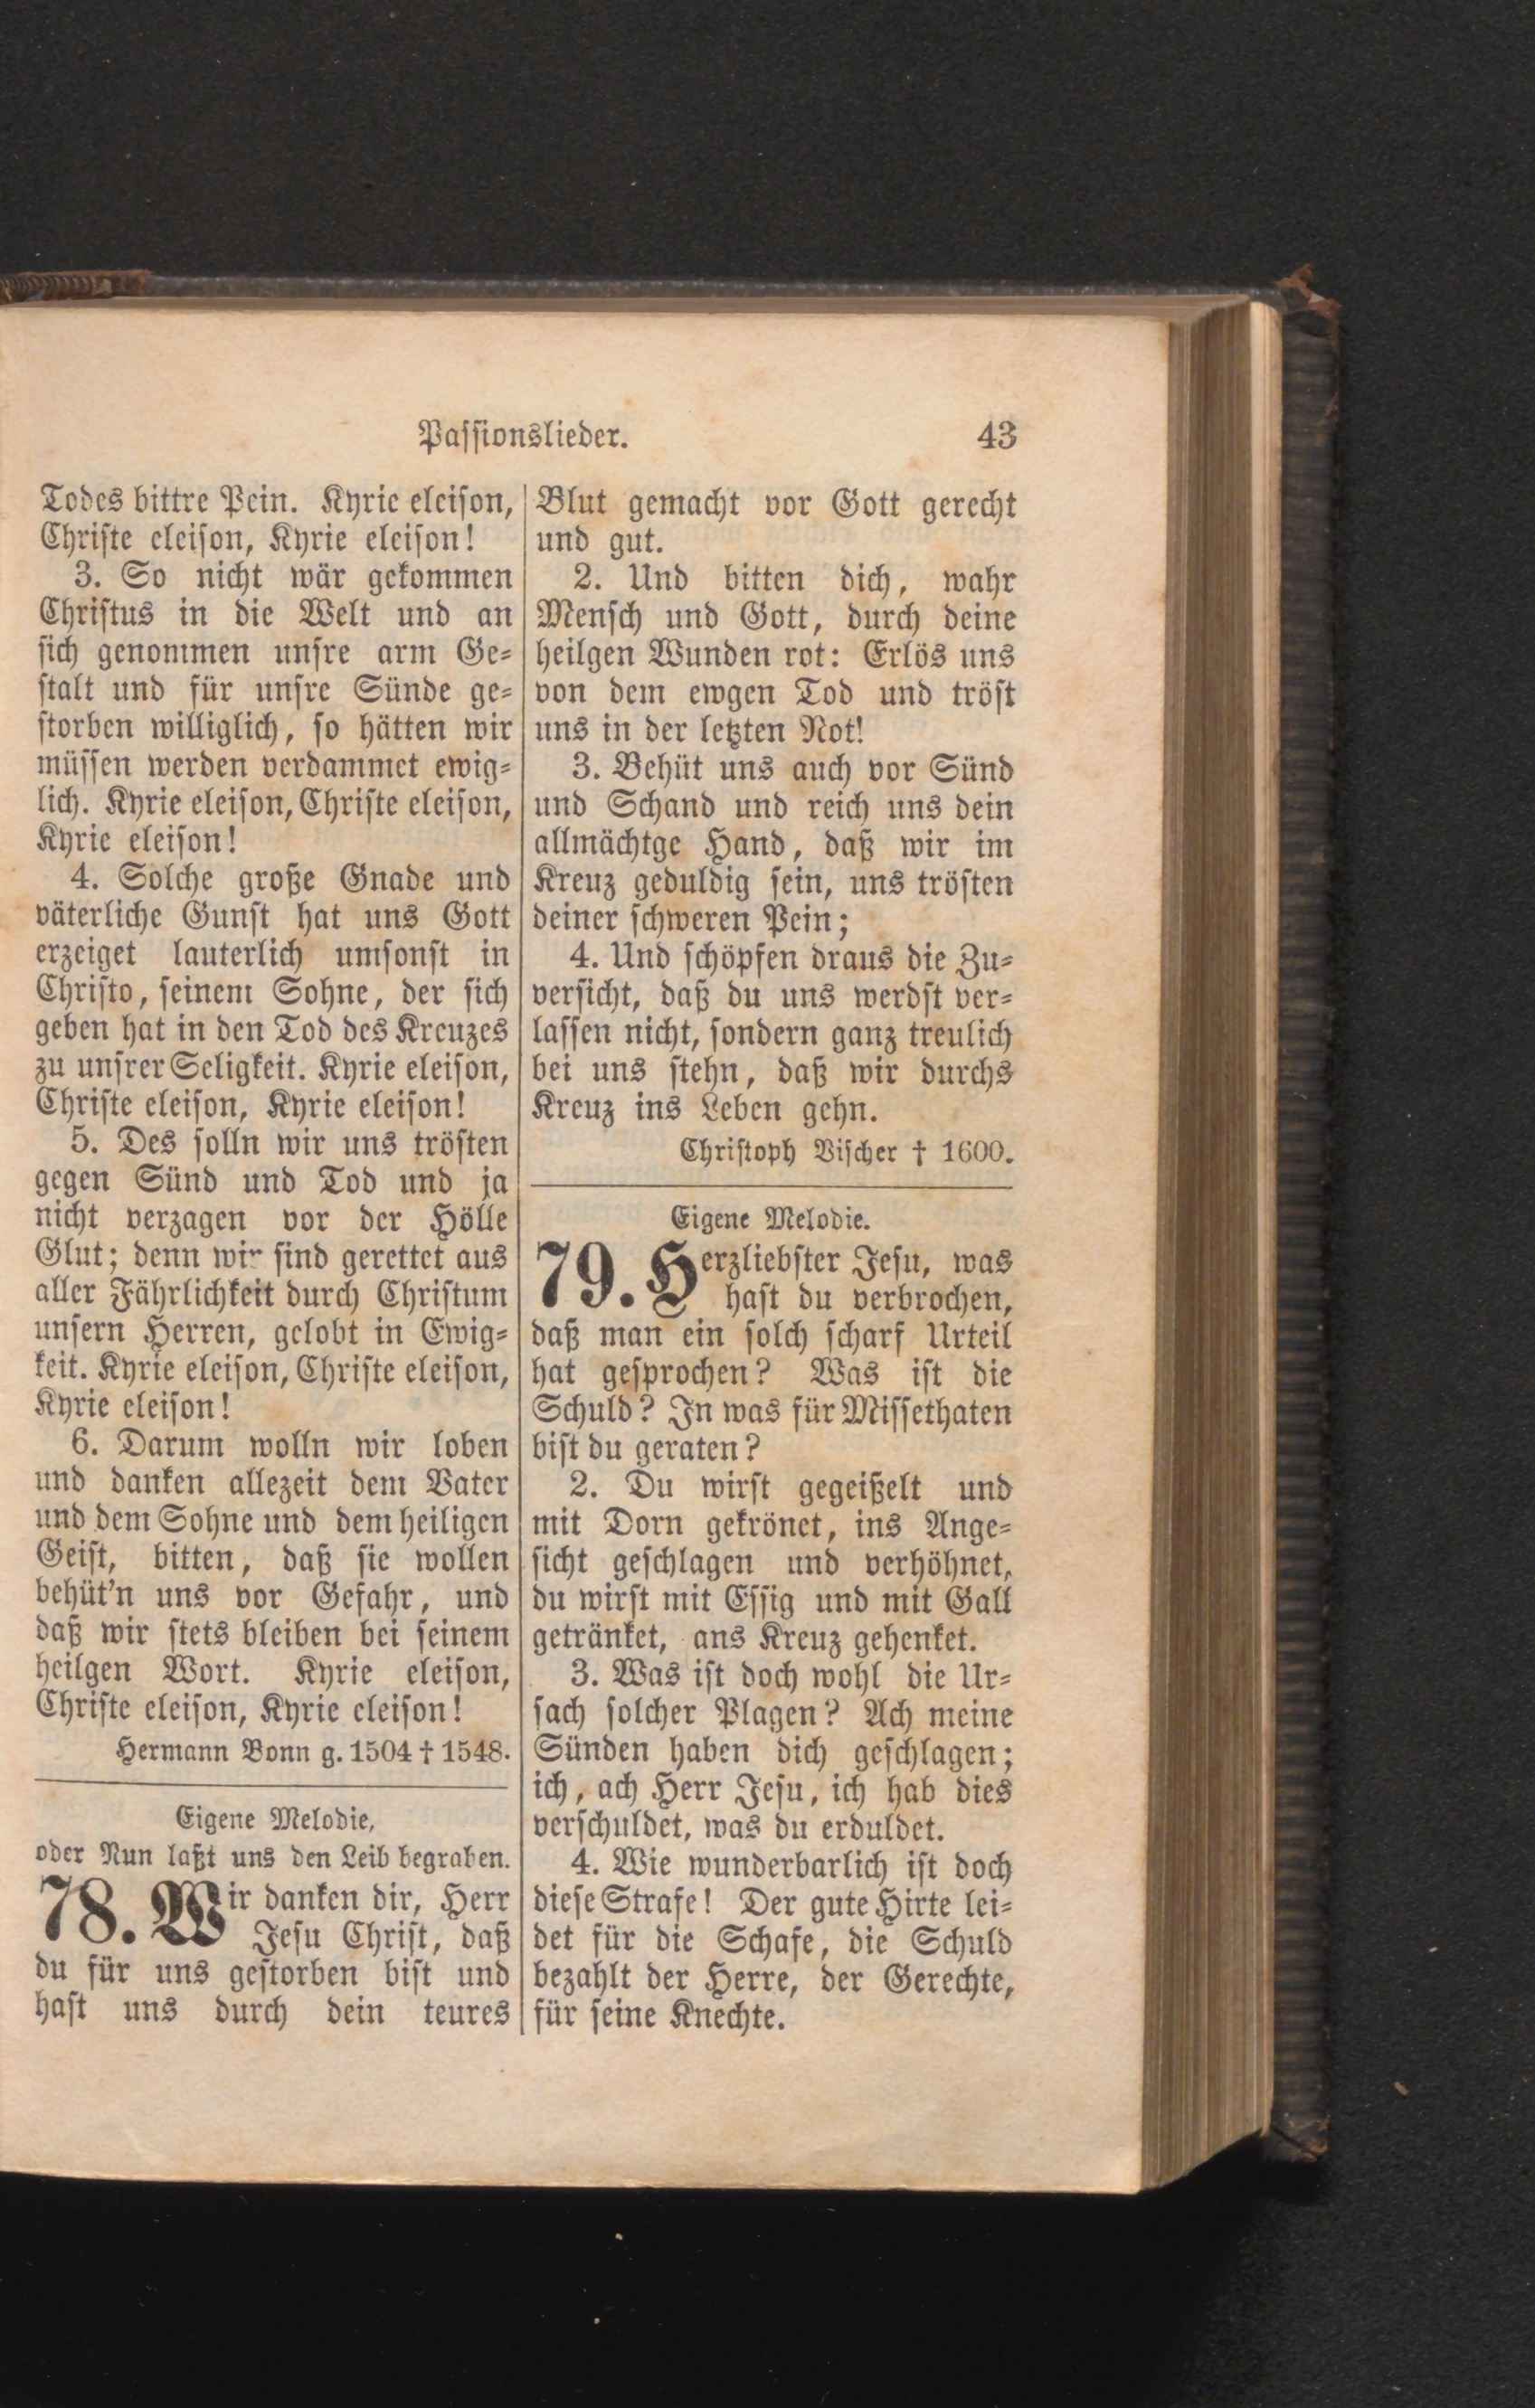 Passionslieder. 43
Todes bittre Pein. Kyrie eleison,
Christe eleison, Kyrie eleison!
3. So nicht wär gekommen
Christus in die Welt und an
sich genommen unsre arm Ge-
stalt und für unsre Sünde ge-
storben williglich, so hätten wir
müssen werden verdammet ewig-
lich. Kyrie eleison, Christe eleison,
Kyrie eleison!
4. Solche große Gnade und
väterliche Gunst hat uns Gott
erzeiget lauterlich umsonst in
Christo, seinem Sohne, der sich
geben hat in den Tod des Kreuzes
zu unsrer Seligkeit. Kyrie eleison,
Christe eleison, Kyrie eleison!
5. Des solln wir uns trösten
gegen Sünd und Tod und ja
nicht verzagen vor der Hölle
Glut; denn wir sind gerettet aus
aller Fährlichkeit durch Christum
unsern Herren, gelobt in Ewig-
keit. Kyrie eleison, Christe eleison,
Kyrie eleison!
6. Darum wolln wir loben
und danken allezeit dem Vater
und dem Sohne und dem heiligen
Geist, bitten, daß sie wollen
behüt'n uns vor Gefahr, und
daß wir stets bleiben bei seinem
heilgen Wort. Kyrie eleison,
Christe eleison, Kyrie eleison!
Hermann Bonn g. 1504 † 1548.
Eigene Melodie,
oder Nun laßt uns den Leib begraben.
78. Wir danken dir, Herr
Jesu Christ, daß
du für uns gestorben bist und
hast uns durch dein teures
Blut gemacht vor Gott gerecht
und gut.
2. Und bitten dich, wahr
Mensch und Gott, durch deine
heilgen Wunden rot: Erlös uns
von dem ewgen Tod und tröst
uns in der letzten Not!
3. Behüt uns auch vor Sünd
und Schand und reich uns dein
allmächtge Hand, daß wir im
Kreuz geduldig sein, uns trösten
deiner schweren Pein;
4. Und schöpfen draus die Zu-
versicht, daß du uns werdst ver-
lassen nicht, sondern ganz treulich
bei uns stehn, daß wir durchs
Kreuz ins Leben gehn.
Christoph Vischer † 1600.
Eigene Melodie.
79. Herzliebster Jesu, was
hast du verbrochen,
daß man ein solch scharf Urteil
hat gesprochen? Was ist die
Schuld? In was für Missethaten
bist du geraten?
2. Du wirst gegeißelt und
mit Dorn gekrönet, ins Ange-
sicht geschlagen und verhöhnet,
du wirst mit Essig und mit Gall
getränket, ans Kreuz gehenket.
3. Was ist doch wohl die Ur-
sach solcher Plagen? Ach meine
Sünden haben dich geschlagen;
ich, ach Herr Jesu, ich hab dies
verschuldet, was du erduldet.
4. Wie wunderbarlich ist doch
diese Strafe! Der gute Hirte lei-
det für die Schafe, die Schuld
bezahlt der Herre, der Gerechte,
für seine Knechte.